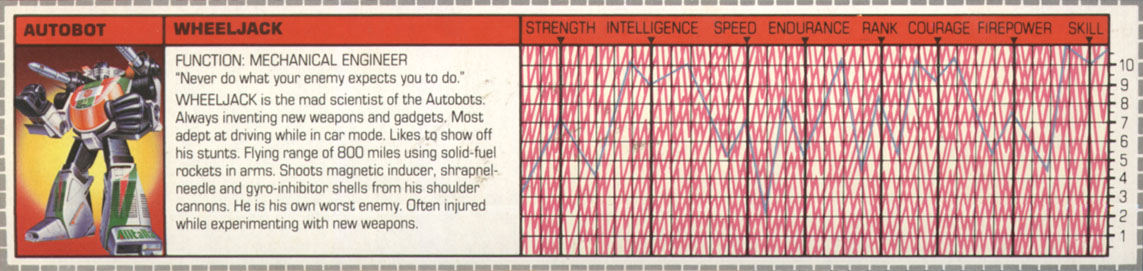 AUTOBOT
WHEELJACK
STRENGTH INTELLIGENCE SPEED ENDURANCE RANK COURAGE FIREPOWER SKILL
FUNCTION: MECHANICAL ENGINEER
"Never do what your enemy expects you to do."
WHEELJACK is the mad scientist of the Autobots.
Always inventing new weapons and gadgets. Most
adept at driving while in car mode. Likes to show off
his stunts. Flying range of 800 miles using solid-fuel
rockets in arms. Shoots magnetic inducer, shrapnel-
needle and gyro-inhibitor shells from his shoulder
cannons. He is his own worst enemy. Often injured
while experimenting with new weapons.
10
9
8
7
6
5
4
3
2
1